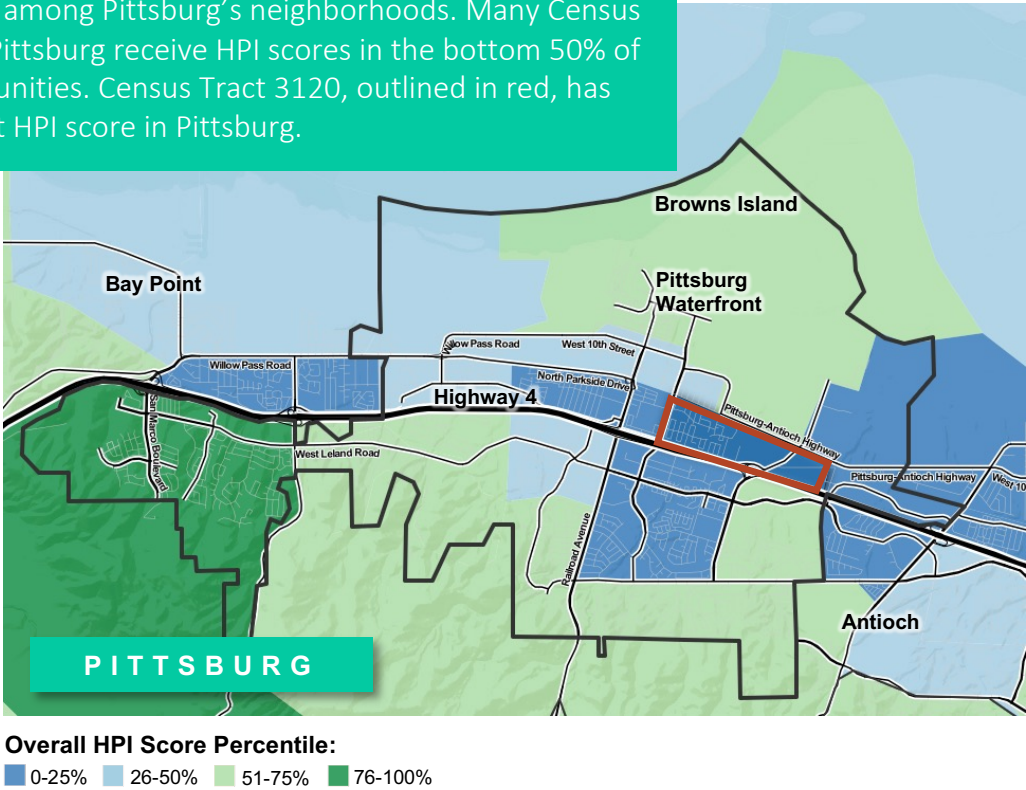 among Pittsburg's neighborhoods. Many Census
Pittsburg receive HPI scores in the bottom 50% of
unities. Census Tract 3120, outlined in red, has
t HPI score in Pittsburg.
Browns Island
Bay Point
Pittsburg
Waterfront
Willow Pass Road
West 10th Street
Willow Pass Road
North Parkside Drive
Highway 4
San Marco Boulevard
Pittsburg-Antioch Highway
West Leland Road
Pittsburg-Antioch Highway
West 10
Railroad Avenue
Antioch
PITTSBURG
Overall HPI Score Percentile:
0-25% 26-50% 51-75% 76-100%